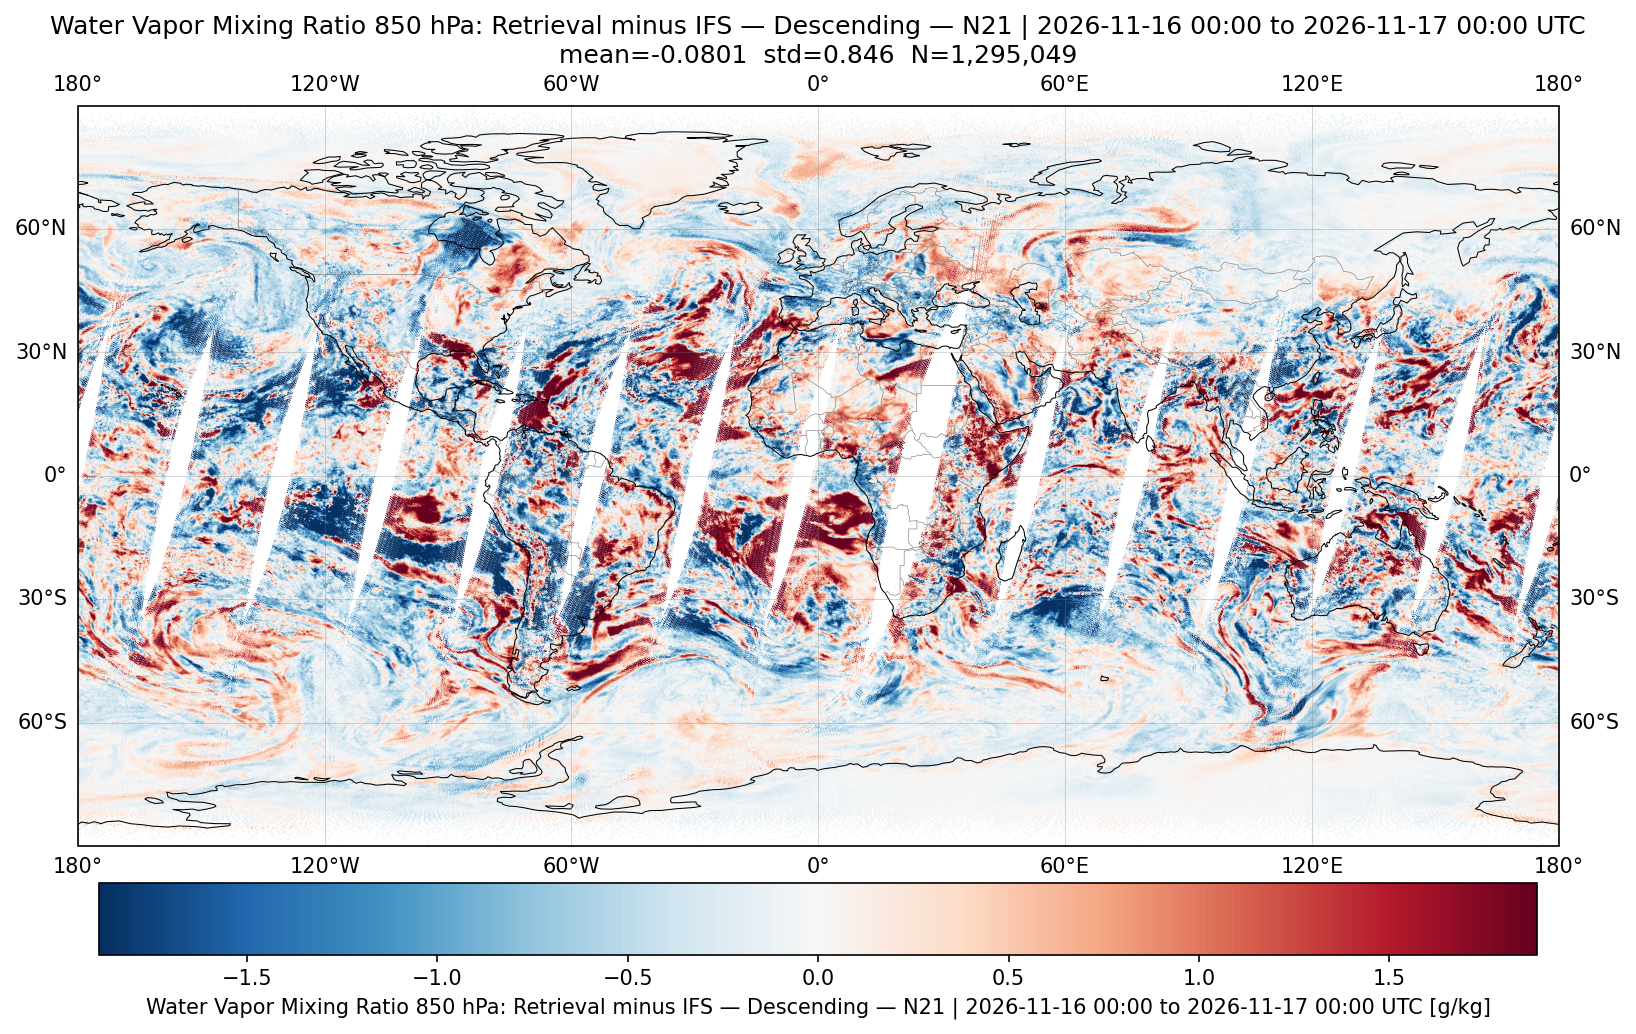 Water Vapor Mixing Ratio 850 hPa: Retrieval minus IFS — Descending — N21 | 2026-11-16 00:00 to 2026-11-17 00:00 UTC
mean=-0.0801 std=0.846 N=1,295,049
180° 120°W 60°W 0° 60°E 120°E 180°
60°N 60°N
30°N 30°N
0° 0°
30°S 30°S
60°S 60°S
180° 120°W 60°W 0° 60°E 120°E 180°
−1.5 −1.0 −0.5 0.0 0.5 1.0 1.5
Water Vapor Mixing Ratio 850 hPa: Retrieval minus IFS — Descending — N21 | 2026-11-16 00:00 to 2026-11-17 00:00 UTC [g/kg]